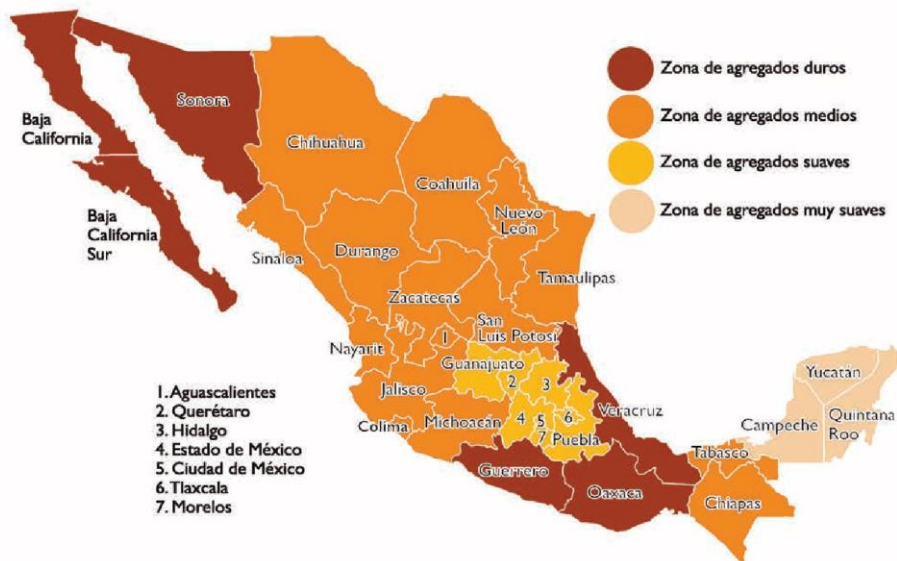 Zona de agregados duros
Zona de agregados medios
Zona de agregados suaves
Zona de agregados muy suaves
Sonora
Baja
California
Chihuahua
Coahuila
Baja
California
Sur
Nuevo
León
Sinaloa
Durango
Tamaulipas
Zacatecas
San
Luis Potosí
Nayarit
1
Guanajuato
2
3
Yucatán
Jalisco
Colima
Michoacán
4
5
6
7
Puebla
Veracruz
Campeche
Quintana
Roo
Tabasco
Guerrero
Oaxaca
Chiapas
1. Aguascalientes
2. Querétaro
3. Hidalgo
4. Estado de México
5. Ciudad de México
6. Tlaxcala
7. Morelos